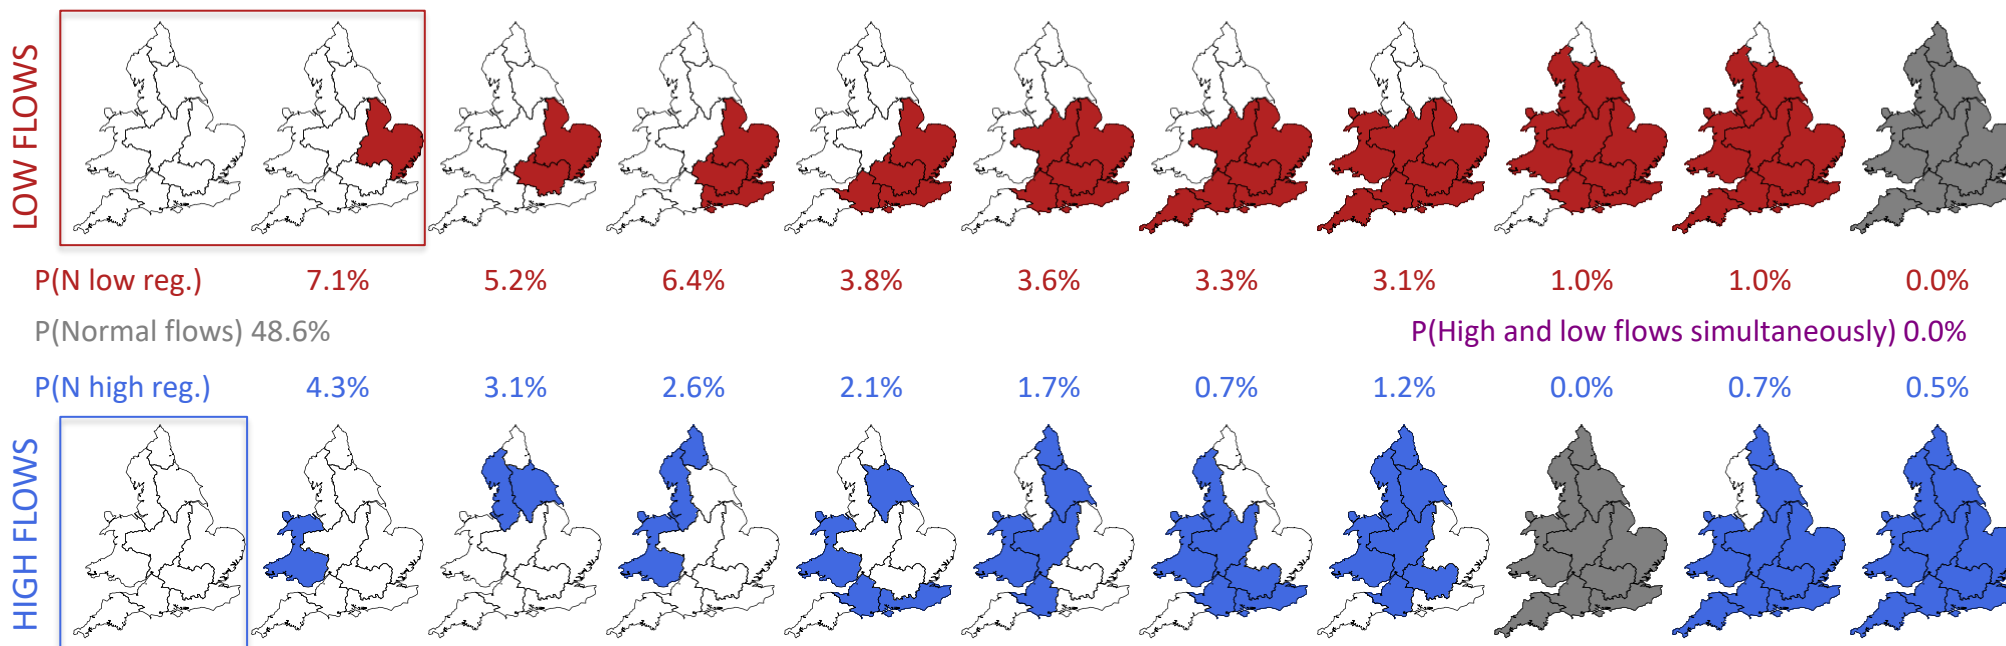 LOW FLOWS
P(N low reg.) 7.1% 5.2% 6.4% 3.8% 3.6% 3.3% 3.1% 1.0% 1.0% 0.0%
P(Normal flows) 48.6% P(High and low flows simultaneously) 0.0%
P(N high reg.) 4.3% 3.1% 2.6% 2.1% 1.7% 0.7% 1.2% 0.0% 0.7% 0.5%
HIGH FLOWS